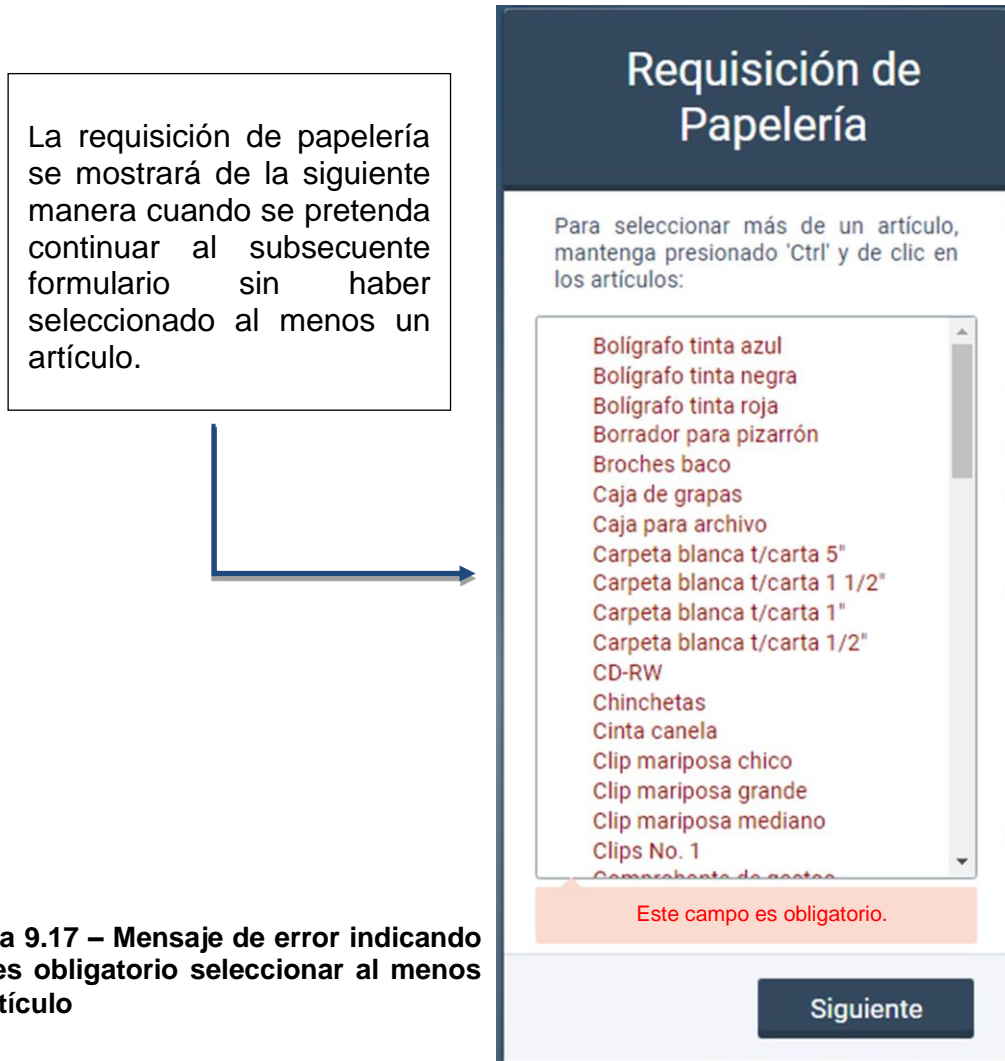 La requisición de papelería
se mostrará de la siguiente
manera cuando se pretenda
continuar al subsecuente
formulario sin haber
seleccionado al menos un
artículo.
Requisición de
Papelería
Para seleccionar más de un artículo,
mantenga presionado 'Ctrl' y de clic en
los artículos:
Bolígrafo tinta azul
Bolígrafo tinta negra
Bolígrafo tinta roja
Borrador para pizarrón
Broches baco
Caja de grapas
Caja para archivo
Carpeta blanca t/carta 5"
Carpeta blanca t/carta 1 1/2"
Carpeta blanca t/carta 1"
Carpeta blanca t/carta 1/2"
CD-RW
Chinchetas
Cinta canela
Clip mariposa chico
Clip mariposa grande
Clip mariposa mediano
Clips No. 1
Este campo es obligatorio.
Siguiente
a 9.17 – Mensaje de error indicando
es obligatorio seleccionar al menos
tículo